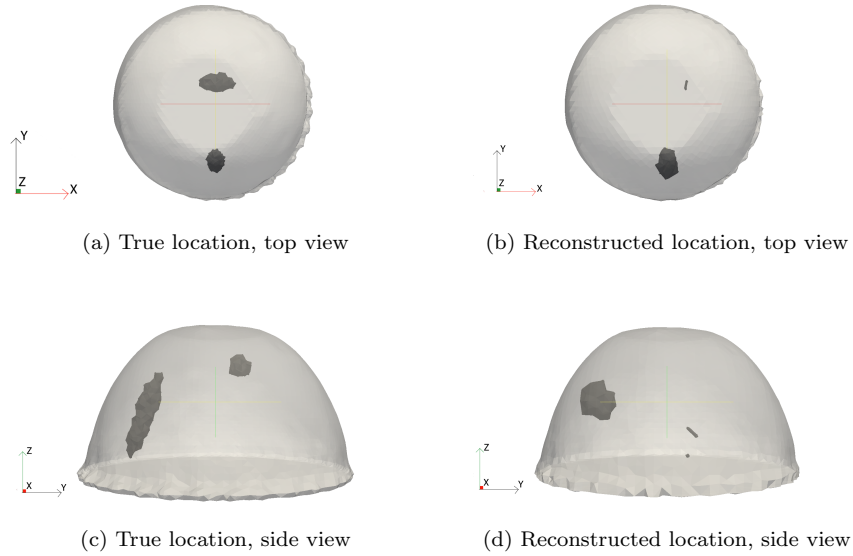 Y
Z
X
Y
Z
X
(a) True location, top view
(b) Reconstructed location, top view
Z
X
Y
Z
X
Y
(c) True location, side view
(d) Reconstructed location, side view